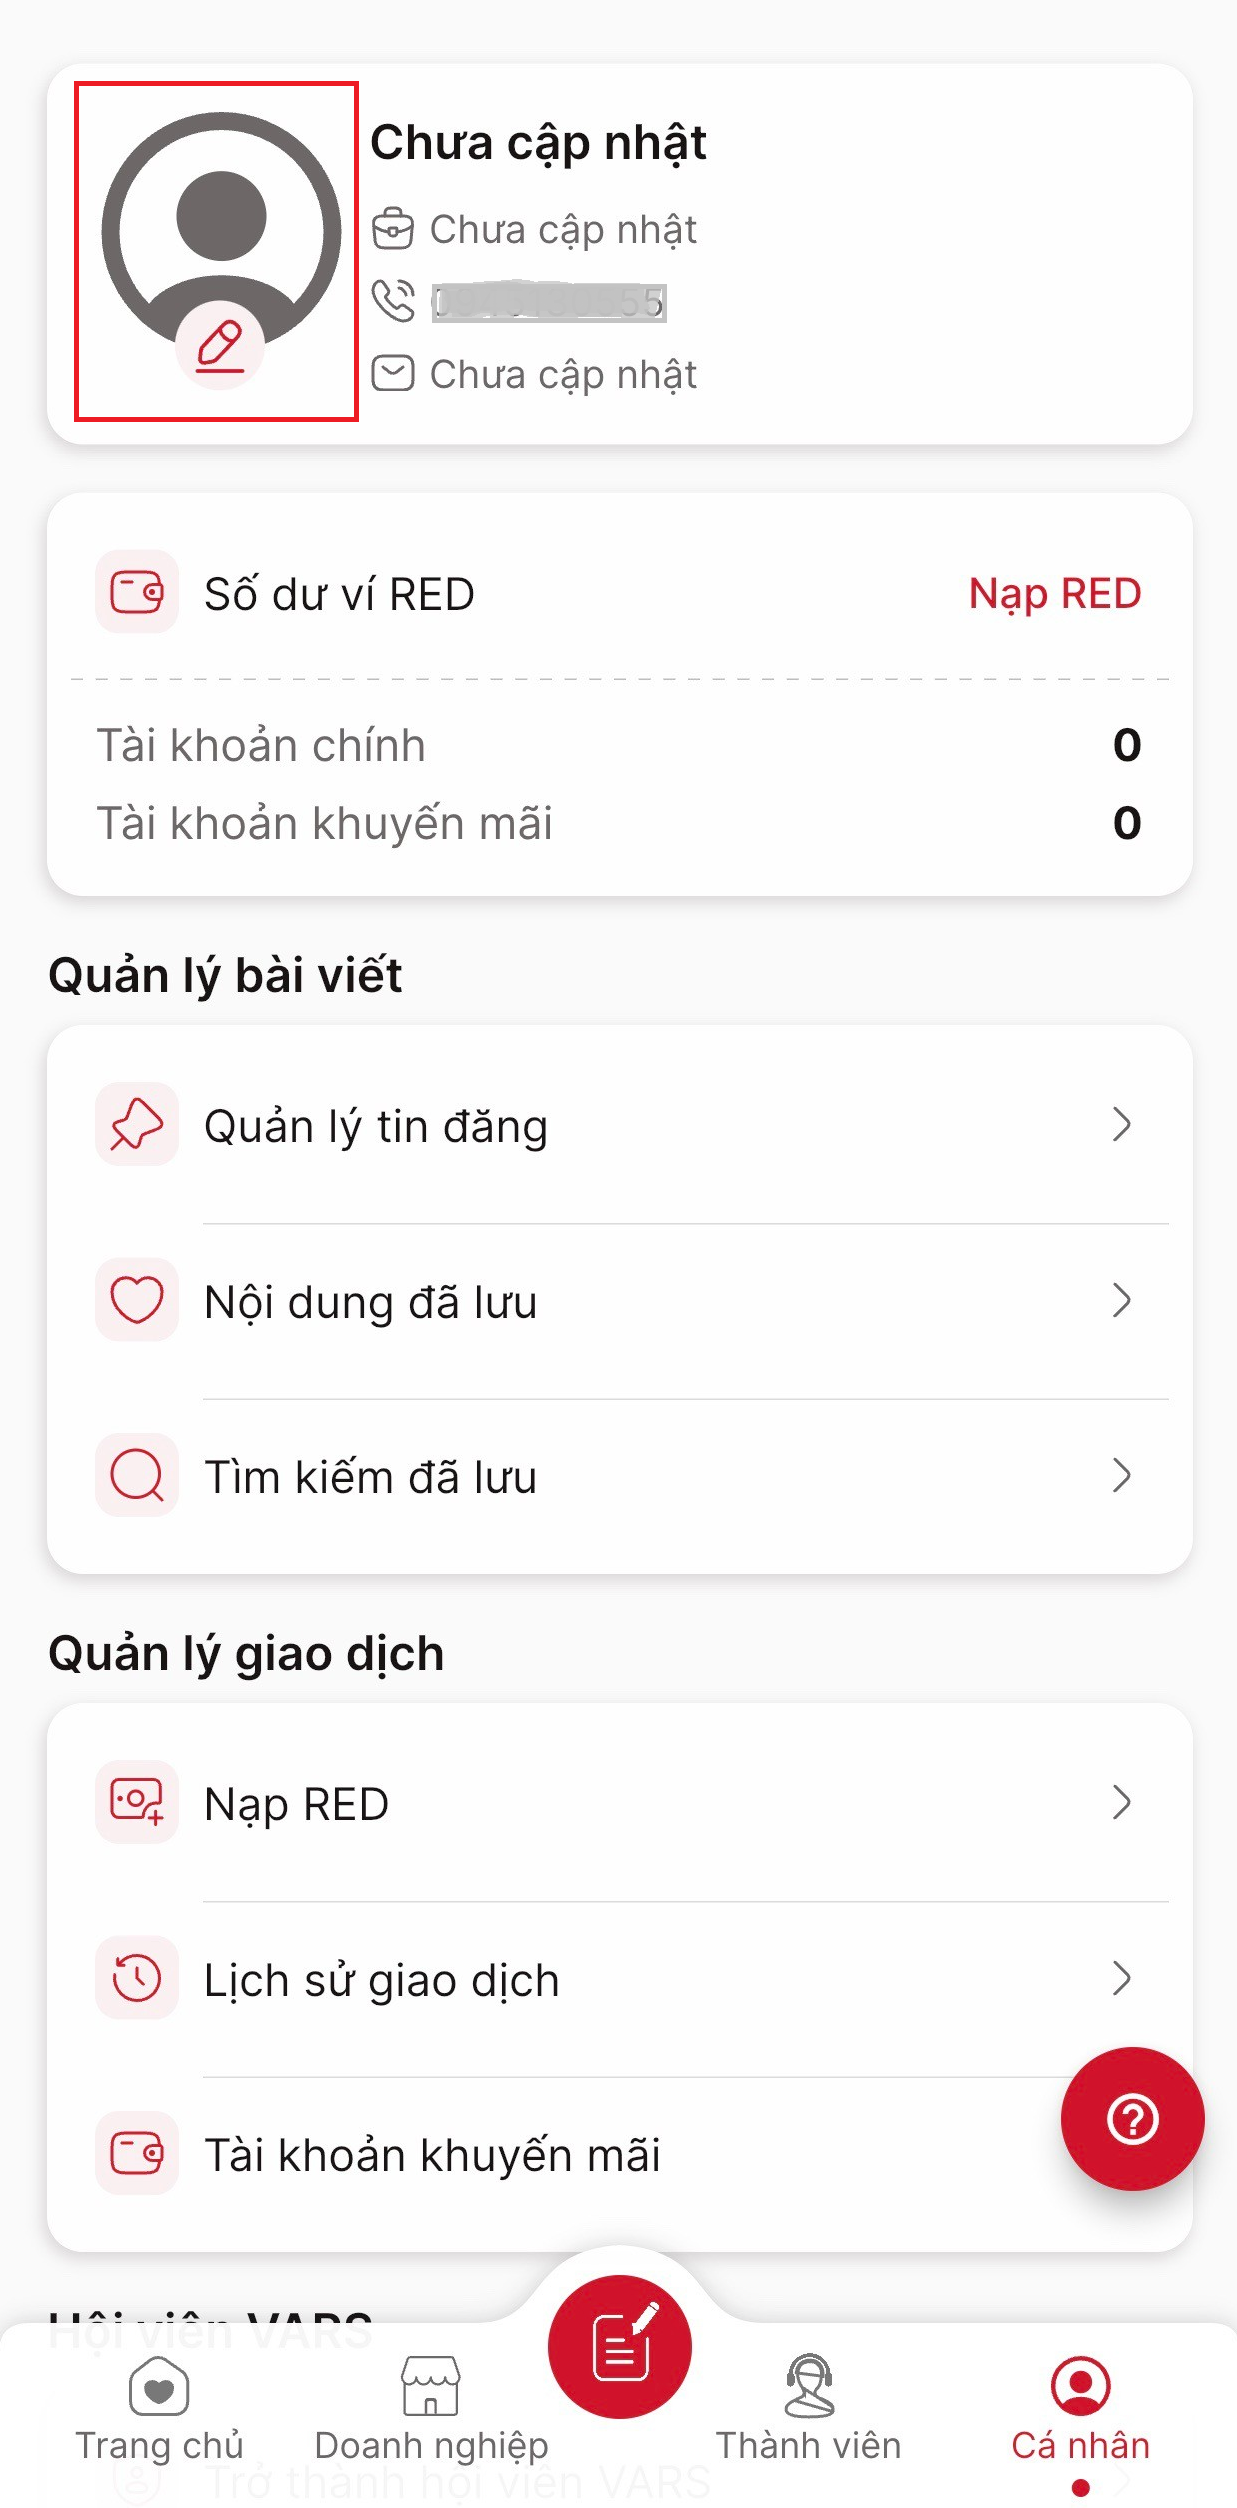 Chưa cập nhật
Chưa cập nhật
Chưa cập nhật
Số dư ví RED
Nạp RED
Tài khoản chính
0
Tài khoản khuyến mãi
0
Quản lý bài viết
Quản lý tin đăng
Nội dung đã lưu
Tìm kiếm đã lưu
Quản lý giao dịch
Nạp RED
Lịch sử giao dịch
Tài khoản khuyến mãi
Hội viên VARS
Trang chủ
Doanh nghiệp
Thành viên
Cá nhân
Trở thành hội viên VARS